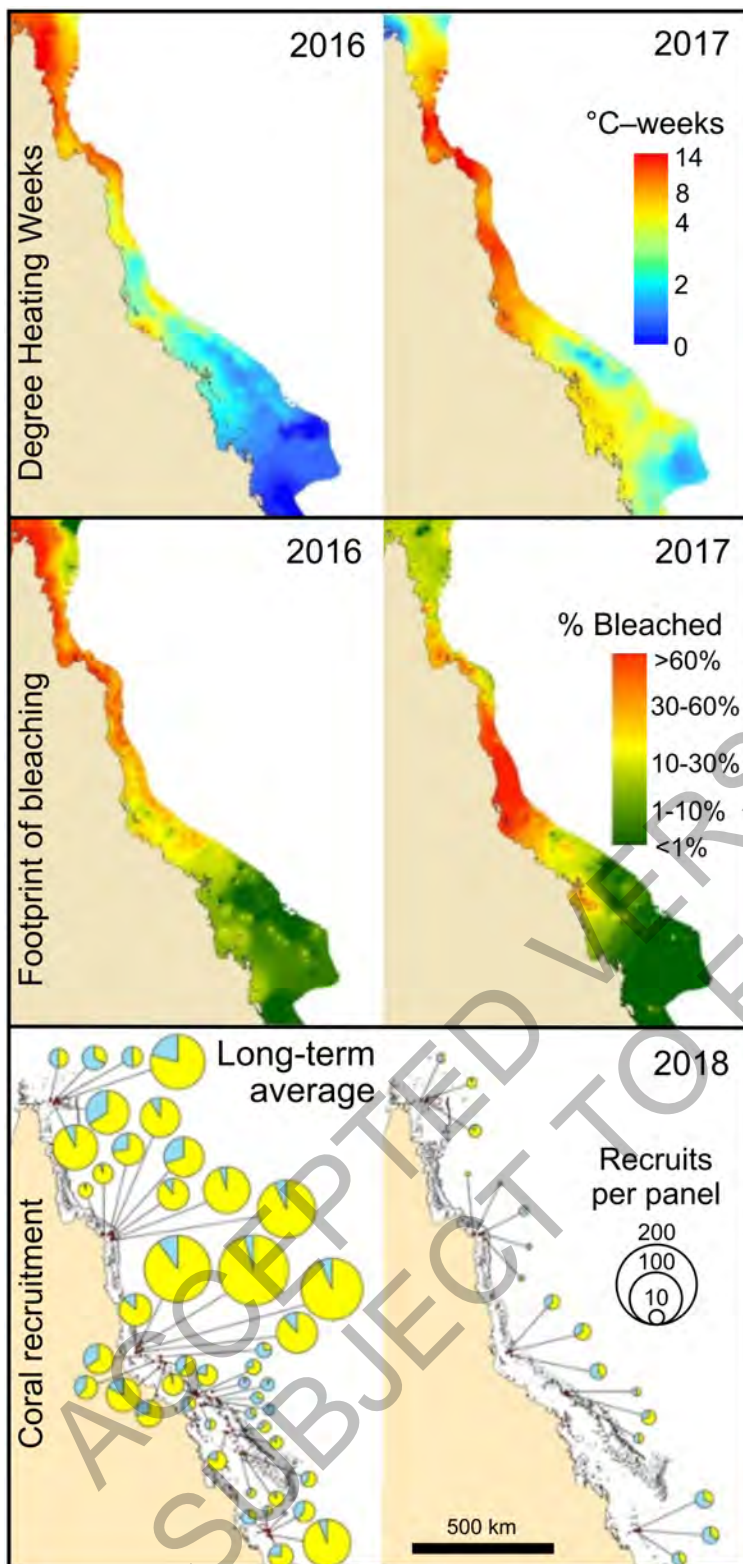 2016
2017
°C–weeks
14
8
4
2
0
Degree Heating Weeks
2016
2017
% Bleached
>60%
30-60%
10-30%
1-10%
<1%
Footprint of bleaching
Long-term
average
2018
Recruits
per panel
200
100
10
Coral recruitment
500 km
ACCEPTED
SUBJECT TO